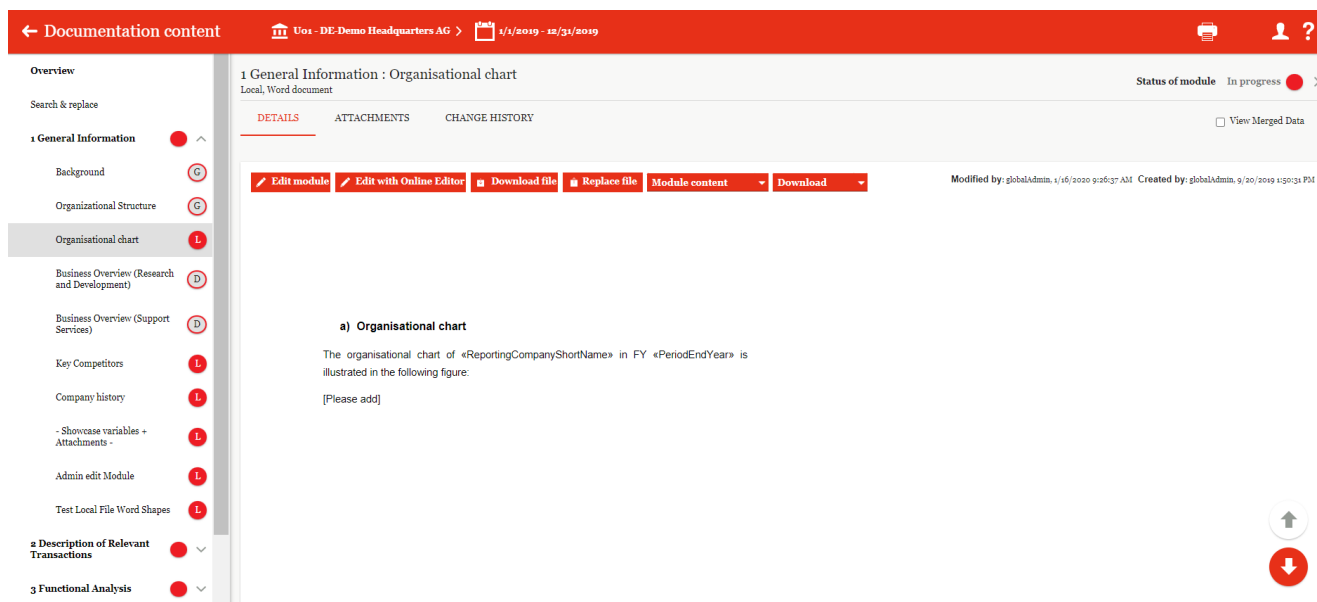 Documentation content
U01 - DE-Demo Headquarters AG >
1/1/2019 - 12/31/2019
?
Overview
Search & replace
1 General Information
Background
G
Organizational Structure
G
Organisational chart
L
Business Overview (Research
and Development)
D
Business Overview (Support
Services)
D
Key Competitors
L
Company history
L
- Showcase variables +
Attachments -
L
Admin edit Module
L
Test Local File Word Shapes
L
2 Description of Relevant
Transactions
3 Functional Analysis
1 General Information : Organisational chart
Local, Word document
Status of module In progress
DETAILS ATTACHMENTS CHANGE HISTORY
View Merged Data
Edit module Edit with Online Editor Download file Replace file Module content Download
Modified by: globalAdmin, 1/16/2020 9:26:37 AM Created by: globalAdmin, 9/20/2019 1:50:31 PM
a) Organisational chart
The organisational chart of «ReportingCompanyShortName» in FY «PeriodEndYear» is
illustrated in the following figure:
[Please add]